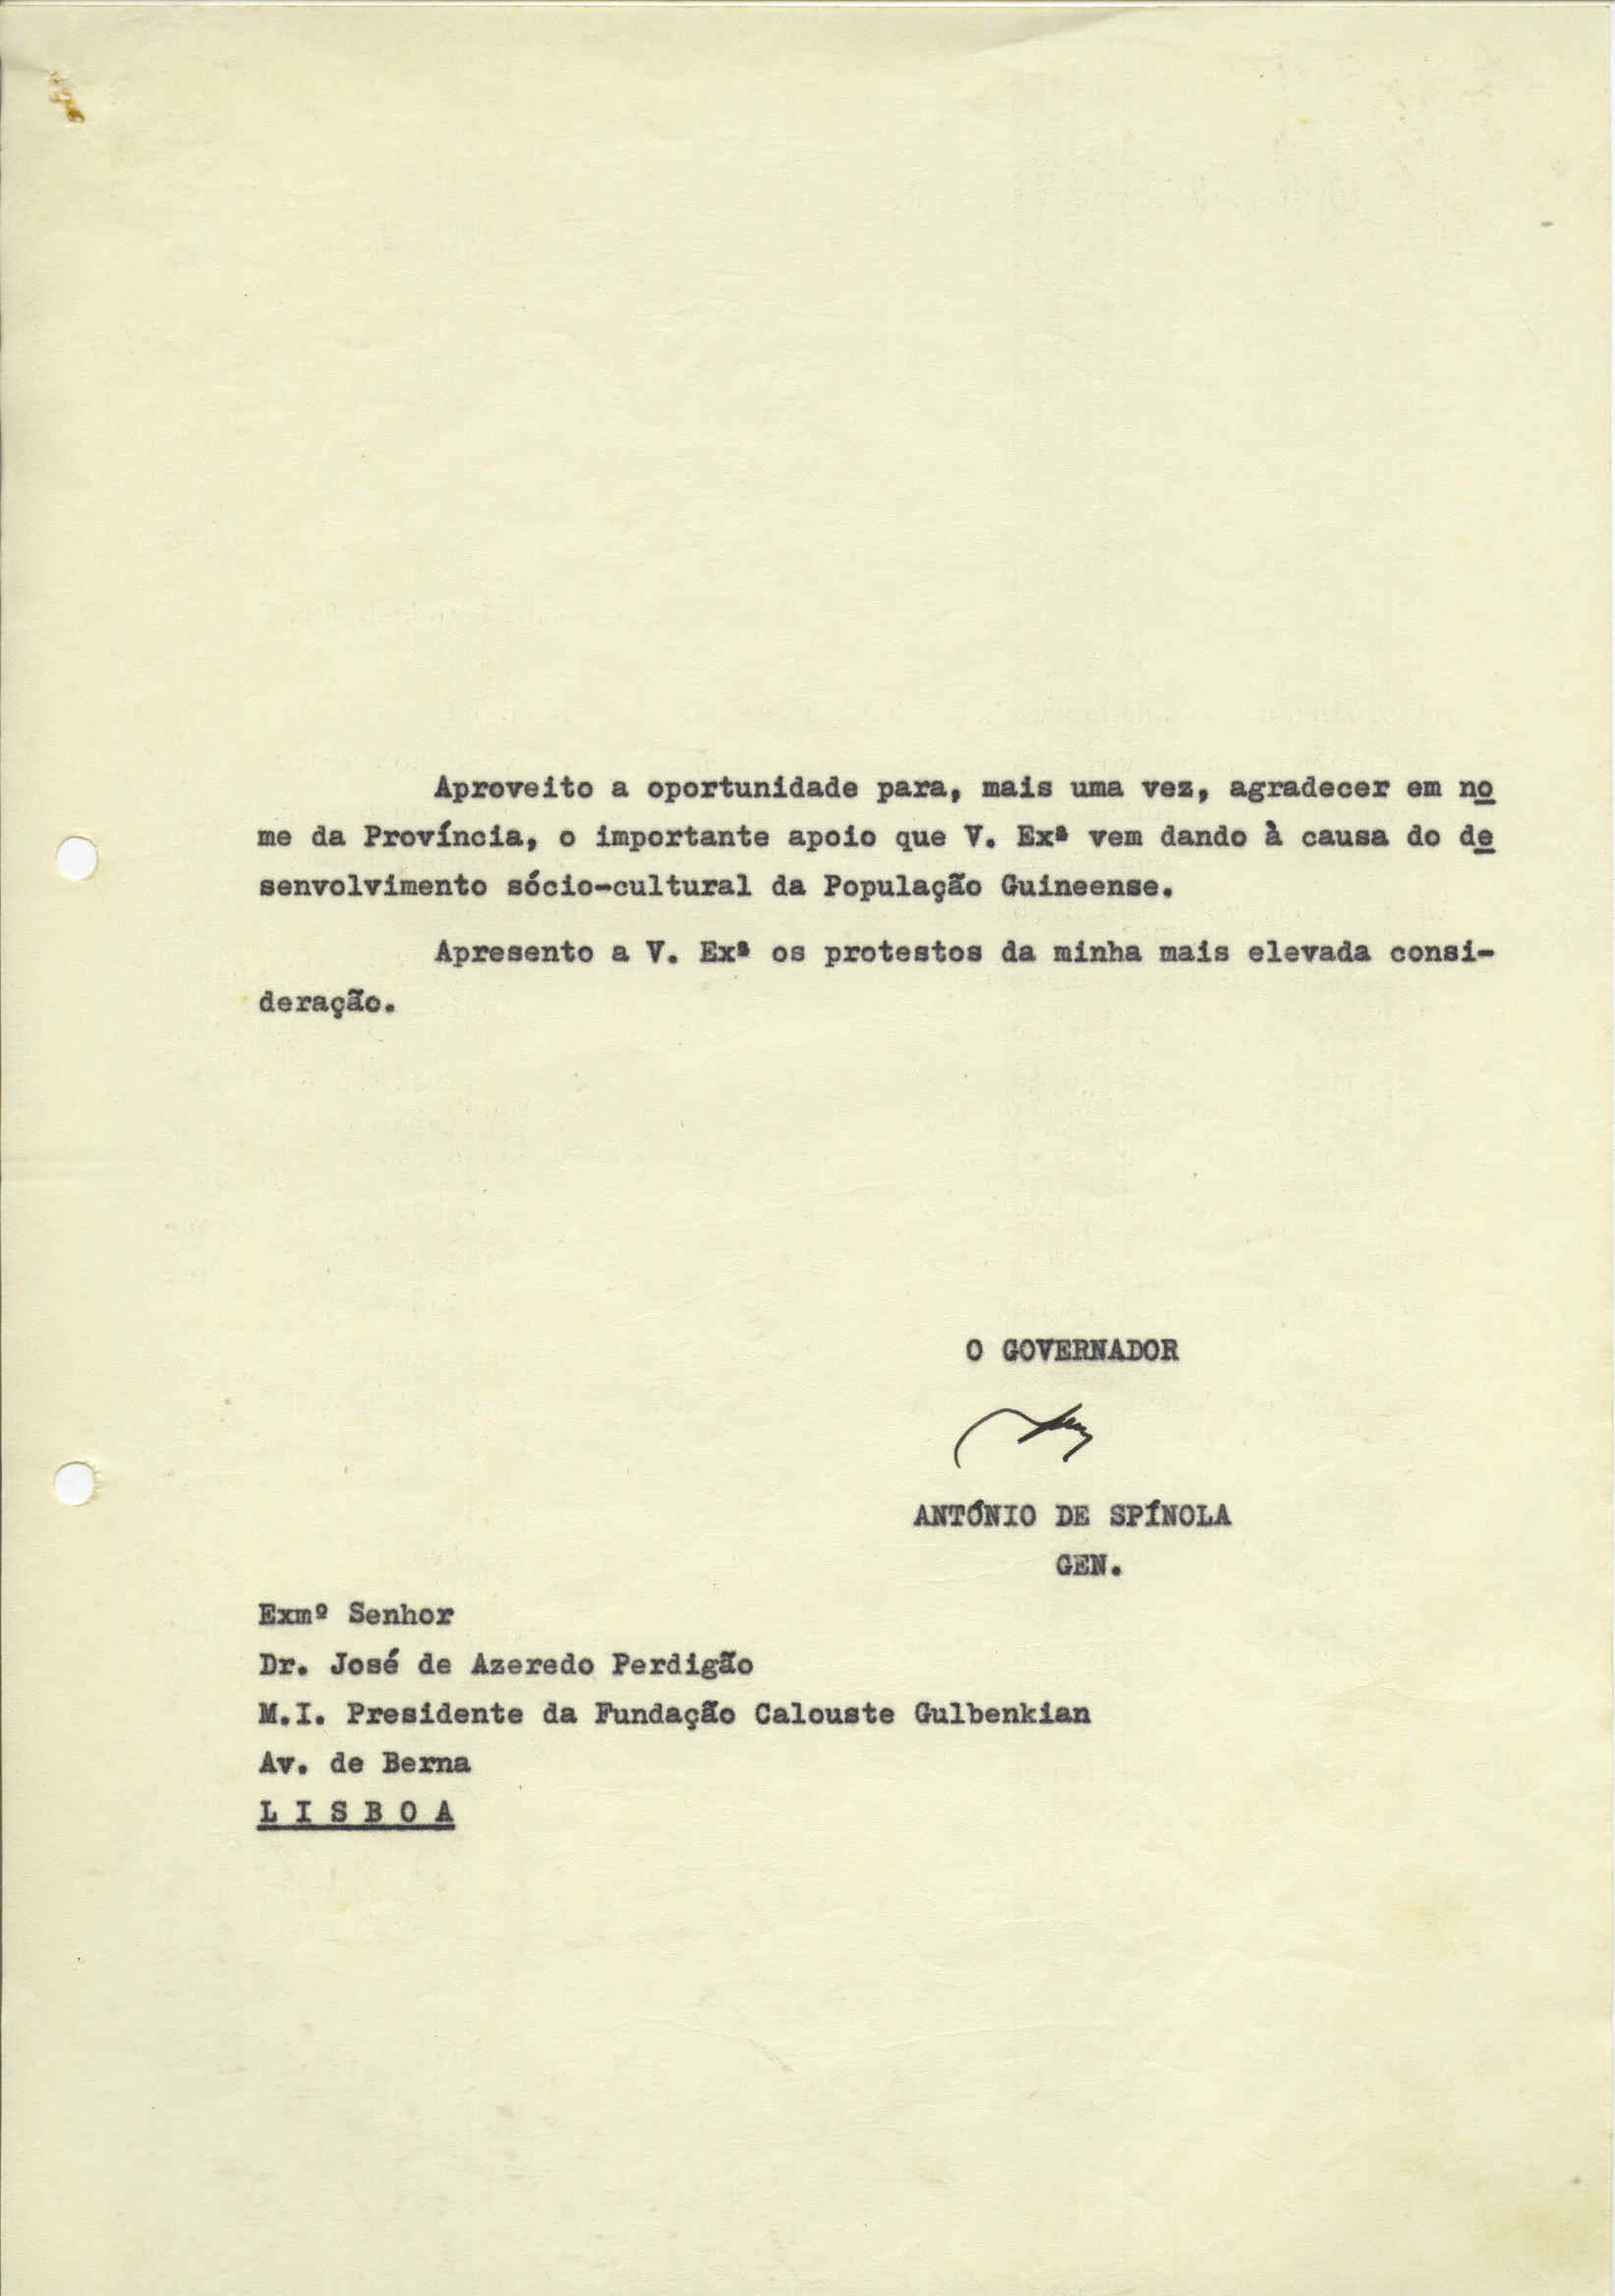 Aproveito a oportunidade para, mais uma vez, agradecer em no
me da Província, o importante apoio que V. Exª vem dando à causa do de
senvolvimento sócio-cultural da População Guineense.
Apresento a V. Exª os protestos da minha mais elevada consi-
deração.
O GOVERNADOR
ANTÓNIO DE SPÍNOLA
GEN.
Exmº Senhor
Dr. José de Azeredo Perdigão
M.I. Presidente da Fundação Calouste Gulbenkian
Av. de Berna
L I S B O A